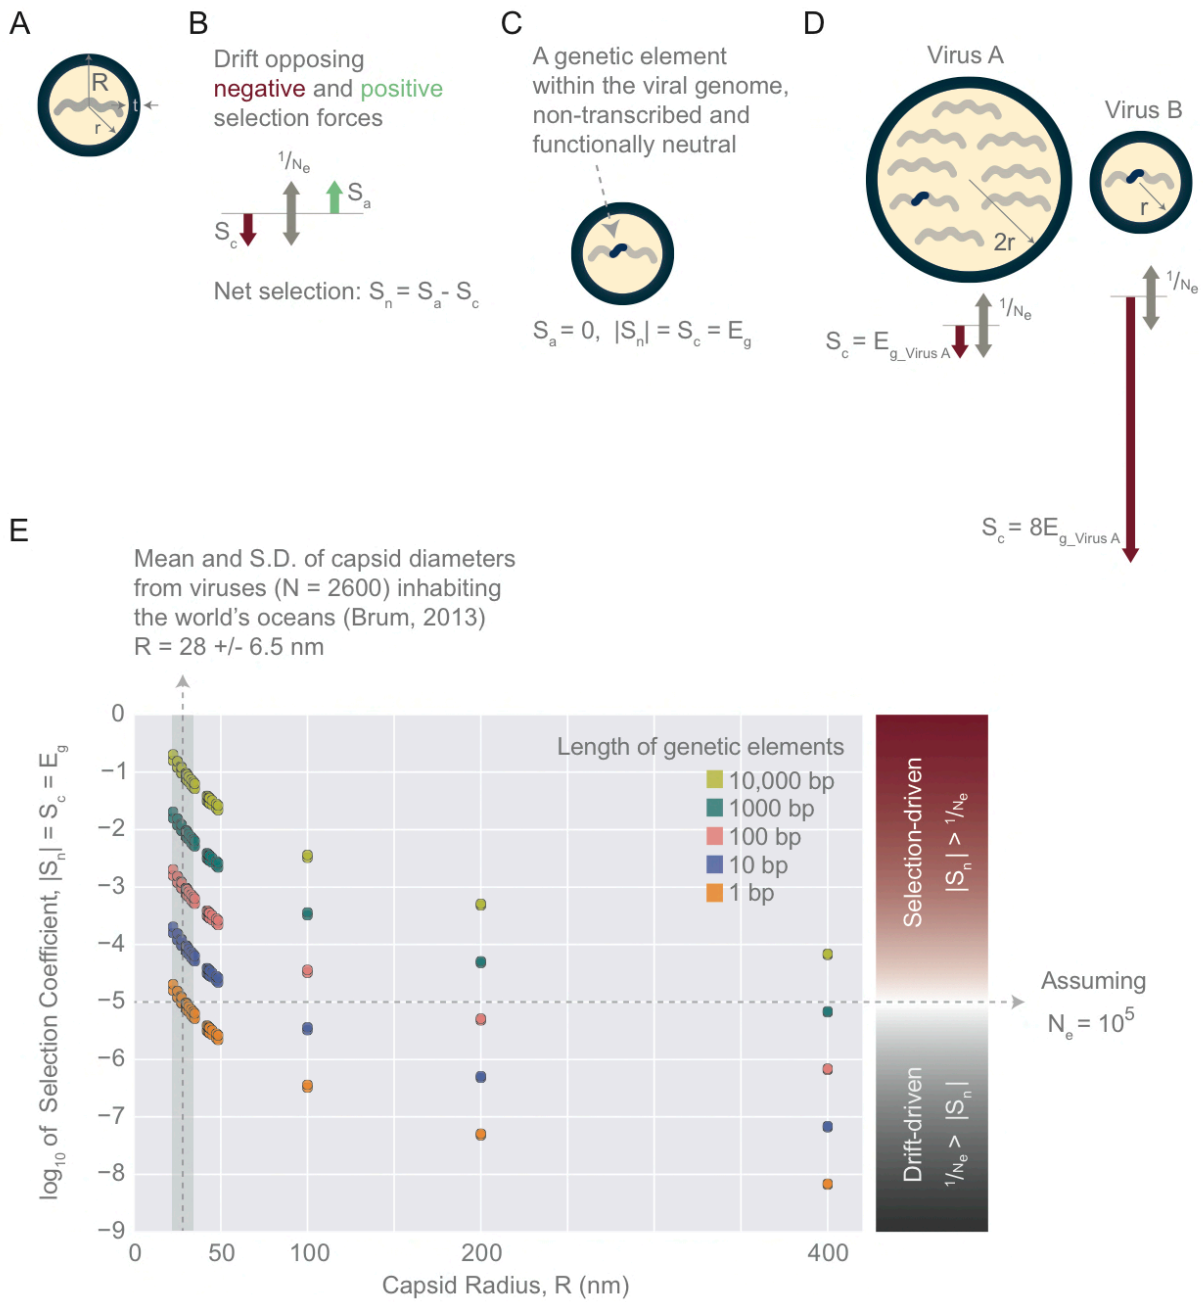 A
R
t
r
B
Drift opposing
negative and positive
selection forces
1/Ne
Sa
Sc
Net selection: Sn = Sa - Sc
C
A genetic element
within the viral genome,
non-transcribed and
functionally neutral
Sa = 0, |Sn| = Sc = Eg
D
Virus A
Virus B
2r
r
1/Ne
1/Ne
Sc = Eg_Virus A
Sc = 8Eg_Virus A
E
Mean and S.D. of capsid diameters
from viruses (N = 2600) inhabiting
the world's oceans (Brum, 2013)
R = 28 +/- 6.5 nm
log10 of Selection Coefficient, |Sn| = Sc = Eg
0
−1
−2
−3
−4
−5
−6
−7
−8
−9
Length of genetic elements
10,000 bp
1000 bp
100 bp
10 bp
1 bp
0
50
100
200
400
Capsid Radius, R (nm)
Selection-driven
|Sn| > 1/Ne
Drift-driven
1/Ne > |Sn|
Assuming
Ne = 10^5